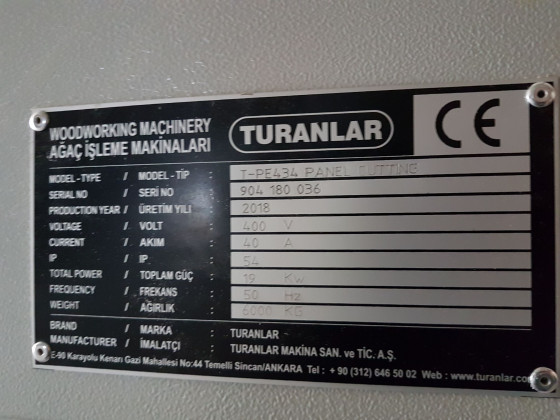 WOODWORKING MACHINERY
AĞAÇ İŞLEME MAKİNALARI
TURANLAR
CE
MODEL-TYPE / MODEL - TİP : T-PE434 PANEL CUTTING
SERIAL NO / SERİ NO : 904 180 036
PRODUCTION YEAR / ÜRETİM YILI : 2018
VOLTAGE / VOLT : 400 V
CURRENT / AKIM : 40 A
IP / IP : 54
TOTAL POWER / TOPLAM GÜÇ : 19 Kw
FREQUENCY / FREKANS : 50 Hz
WEIGHT / AĞIRLIK : 6000 KG
BRAND / MARKA : TURANLAR
MANUFACTURER / İMALATÇI : TURANLAR MAKİNA SAN. ve TİC. A.Ş.
E-90 Karayolu Kenarı Gazi Mahallesi No:44 Temelli Sincan/ANKARA Tel : + 90 (312) 646 50 02 Web : www.turanlar.com